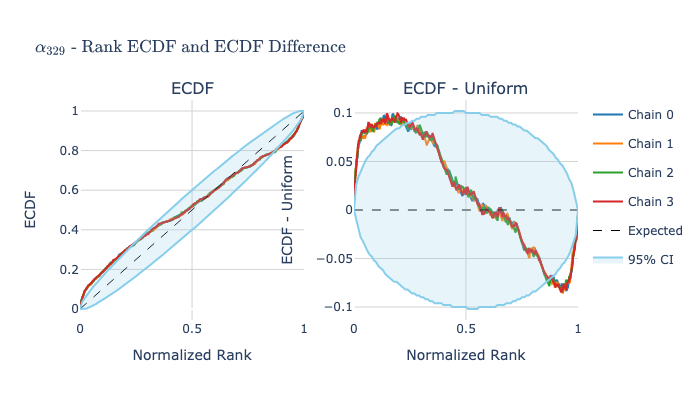 α₃₂₉ - Rank ECDF and ECDF Difference
ECDF
ECDF
1
0.8
0.6
0.4
0.2
0
0
0.5
1
Normalized Rank
ECDF - Uniform
ECDF - Uniform
0.1
0.05
0
−0.05
−0.1
0
0.5
1
Normalized Rank
Chain 0
Chain 1
Chain 2
Chain 3
Expected
95% CI